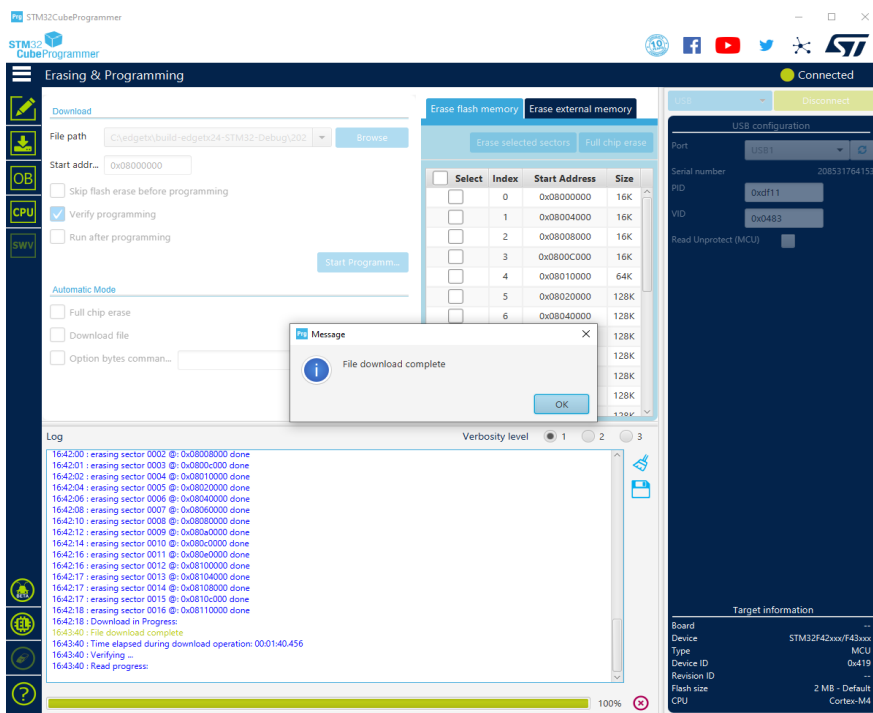 Prg STM32CubeProgrammer
STM32
CubeProgrammer
19
Erasing & Programming
Connected
Download
File path C:\edgetx\build-edgetx24-STM32-Debug\202 Browse
Start addr... 0x08000000
Skip flash erase before programming
Verify programming
Run after programming
Start Programm...
Automatic Mode
Full chip erase
Download file
Option bytes comman...
OB
CPU
SWV
Erase flash memory Erase external memory
Erase selected sectors Full chip erase
Select Index Start Address Size
0 0x08000000 16K
1 0x08004000 16K
2 0x08008000 16K
3 0x0800C000 16K
4 0x08010000 64K
5 0x08020000 128K
6 0x08040000 128K
128K
128K
128K
128K
128K
Prg Message
File download complete
OK
USB Disconnect
USB configuration
Port USB1
Serial number 208531764153
PID 0xdf11
VID 0x0483
Read Unprotect (MCU)
Log
Verbosity level 1 2 3
16:42:00 : erasing sector 0002 @: 0x08008000 done
16:42:01 : erasing sector 0003 @: 0x0800c000 done
16:42:02 : erasing sector 0004 @: 0x08010000 done
16:42:04 : erasing sector 0005 @: 0x08020000 done
16:42:06 : erasing sector 0006 @: 0x08040000 done
16:42:08 : erasing sector 0007 @: 0x08060000 done
16:42:10 : erasing sector 0008 @: 0x08080000 done
16:42:12 : erasing sector 0009 @: 0x080a0000 done
16:42:14 : erasing sector 0010 @: 0x080c0000 done
16:42:16 : erasing sector 0011 @: 0x080e0000 done
16:42:16 : erasing sector 0012 @: 0x08100000 done
16:42:17 : erasing sector 0013 @: 0x08104000 done
16:42:17 : erasing sector 0014 @: 0x08108000 done
16:42:17 : erasing sector 0015 @: 0x0810c000 done
16:42:18 : erasing sector 0016 @: 0x08110000 done
16:42:18 : Download in Progress:
16:43:40 : File download complete
16:43:40 : Time elapsed during download operation: 00:01:40.456
16:43:40 : Verifying ...
16:43:40 : Read progress:
100%
BETA
Target information
Board --
Device STM32F42xxx/F43xxx
Type MCU
Device ID 0x419
Revision ID --
Flash size 2 MB - Default
CPU Cortex-M4